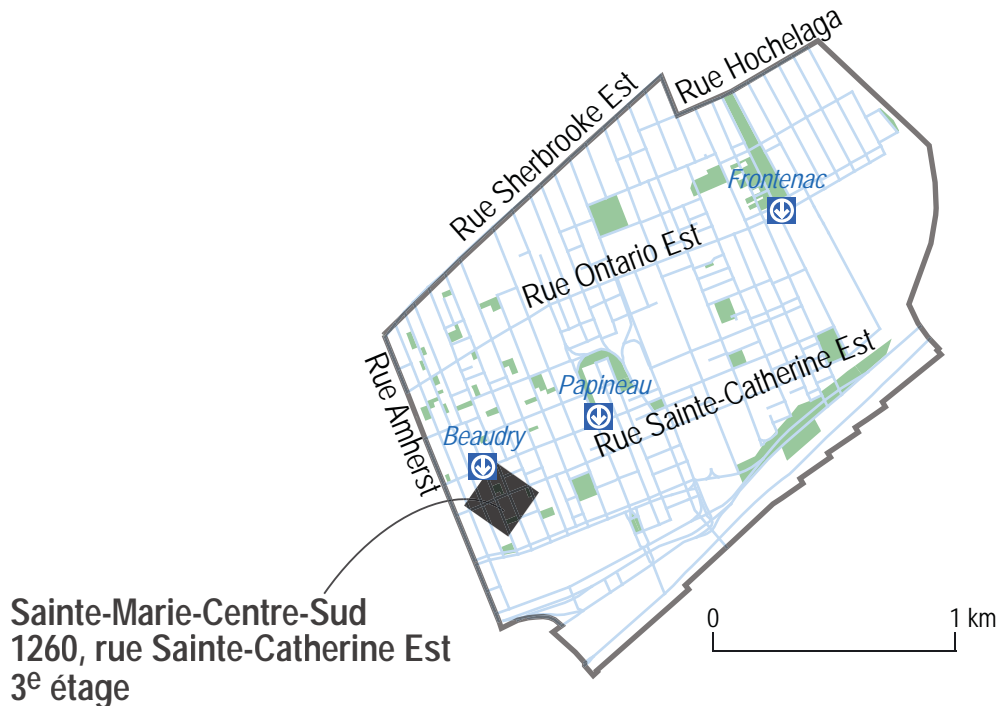 Rue Hochelaga
Rue Sherbrooke Est
Frontenac
Rue Ontario Est
Rue Amherst
Papineau
Rue Sainte-Catherine Est
Beaudry
Sainte-Marie-Centre-Sud
1260, rue Sainte-Catherine Est
3e étage
0 1 km